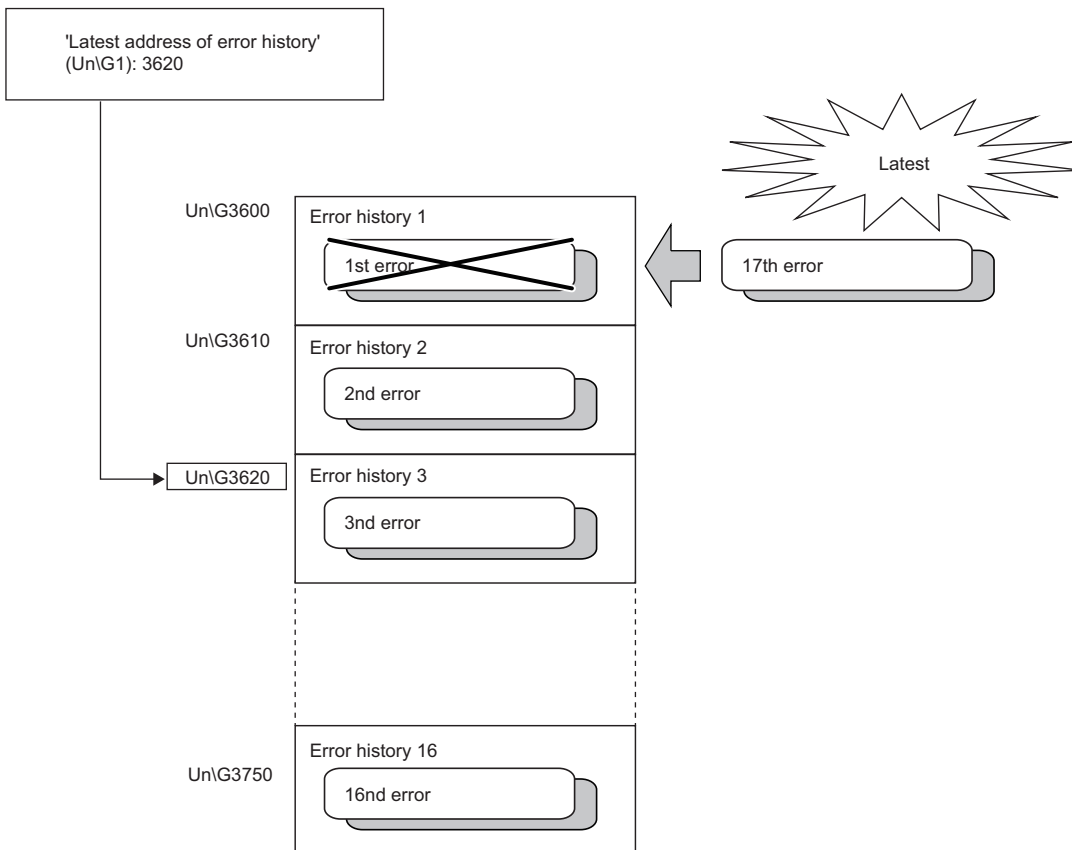 'Latest address of error history'
(Un\G1): 3620
Latest
Un\G3600
Error history 1
1st error
17th error
Un\G3610
Error history 2
2nd error
Un\G3620
Error history 3
3nd error
Error history 16
Un\G3750
16nd error